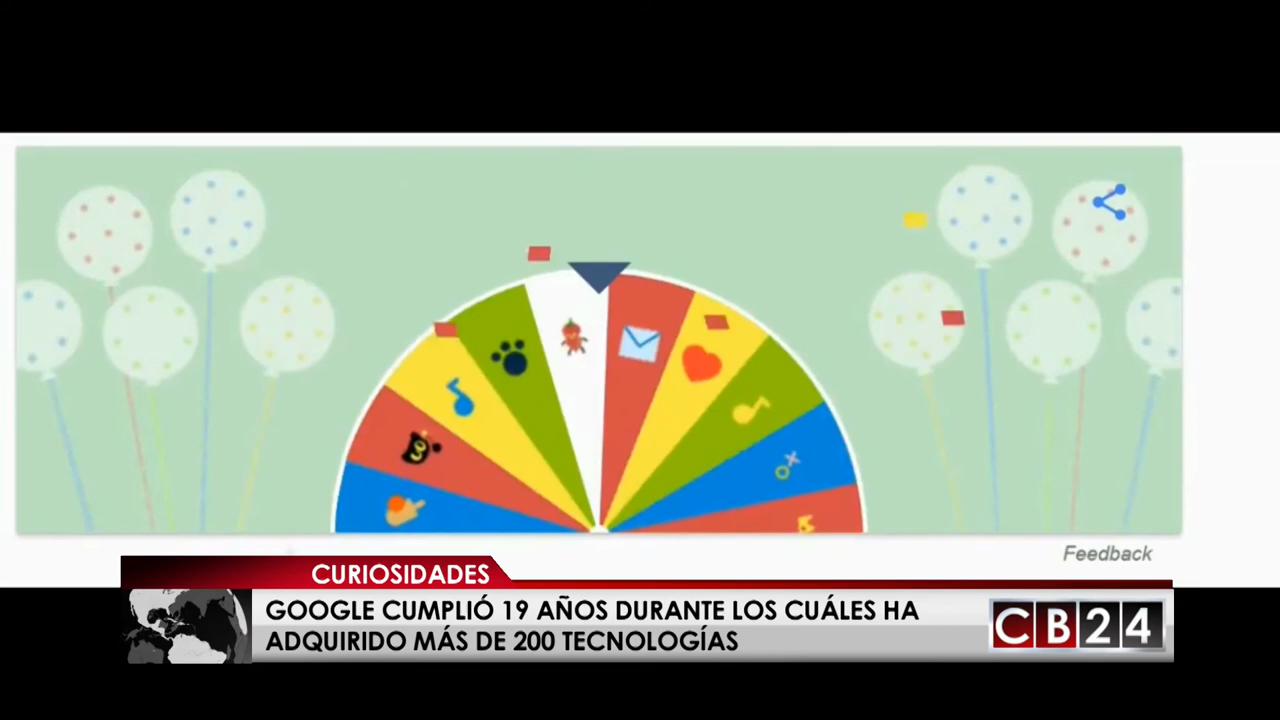 Feedback
CURIOSIDADES
GOOGLE CUMPLIÓ 19 AÑOS DURANTE LOS CUÁLES HA
ADQUIRIDO MÁS DE 200 TECNOLOGÍAS
CB24